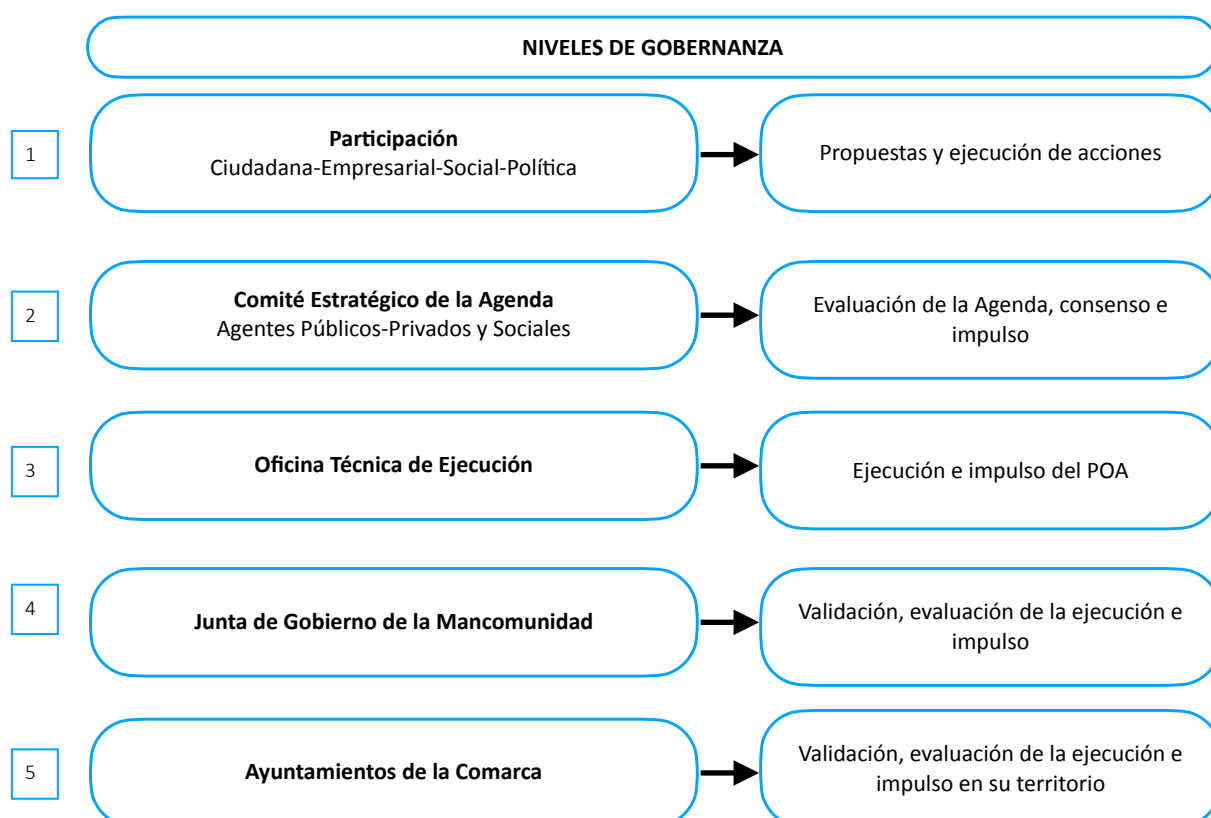 NIVELES DE GOBERNANZA
1
Participación
Ciudadana-Empresarial-Social-Política
Propuestas y ejecución de acciones
2
Comité Estratégico de la Agenda
Agentes Públicos-Privados y Sociales
Evaluación de la Agenda, consenso e
impulso
3
Oficina Técnica de Ejecución
Ejecución e impulso del POA
4
Junta de Gobierno de la Mancomunidad
Validación, evaluación de la ejecución e
impulso
5
Ayuntamientos de la Comarca
Validación, evaluación de la ejecución e
impulso en su territorio